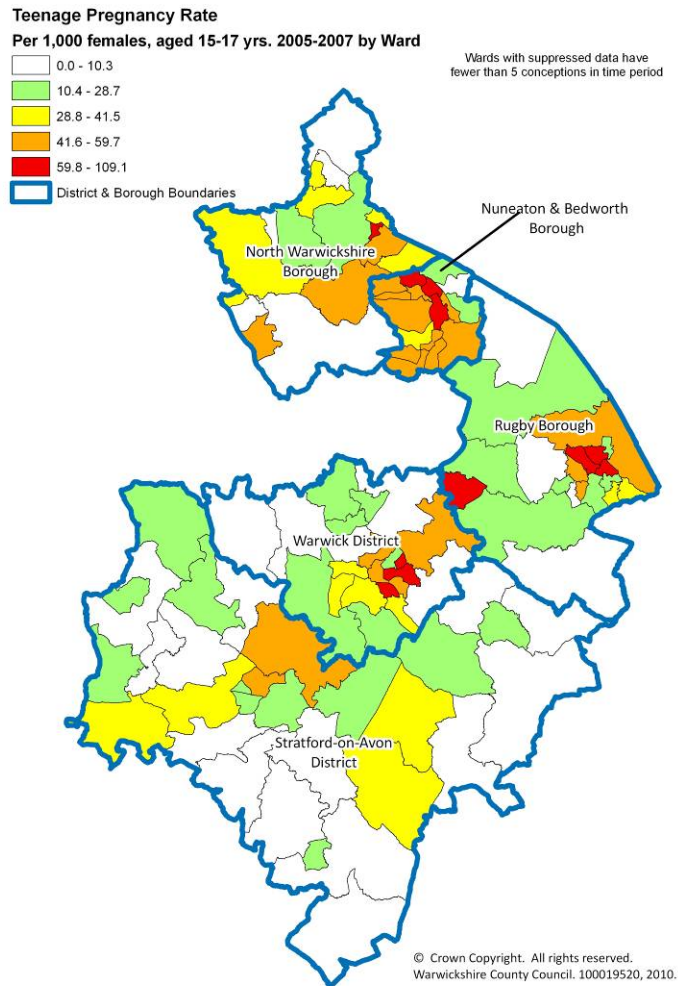 Teenage Pregnancy Rate
Per 1,000 females, aged 15-17 yrs. 2005-2007 by Ward
0.0 - 10.3
10.4 - 28.7
28.8 - 41.5
41.6 - 59.7
59.8 - 109.1
District & Borough Boundaries
Wards with suppressed data have
fewer than 5 conceptions in time period
Nuneaton & Bedworth
Borough
North Warwickshire
Borough
Rugby Borough
Warwick District
Stratford-on-Avon
District
© Crown Copyright. All rights reserved.
Warwickshire County Council. 100019520, 2010.